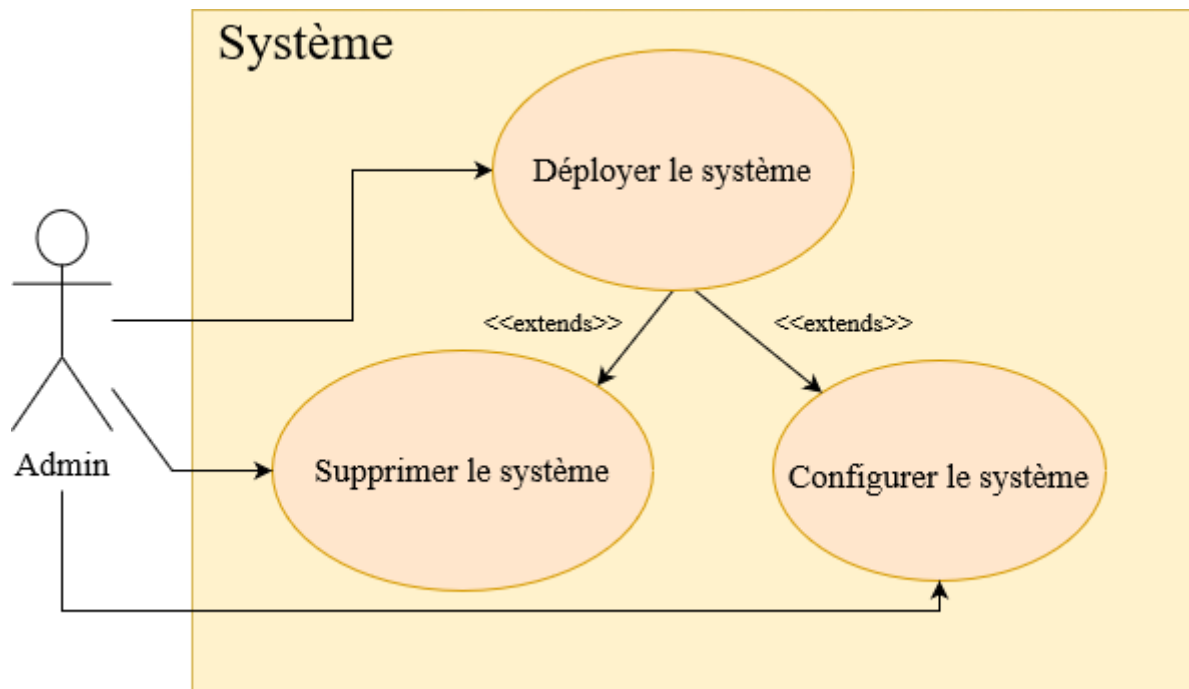 Système
Déployer le système
<<extends>>
<<extends>>
Supprimer le système
Configurer le système
Admin